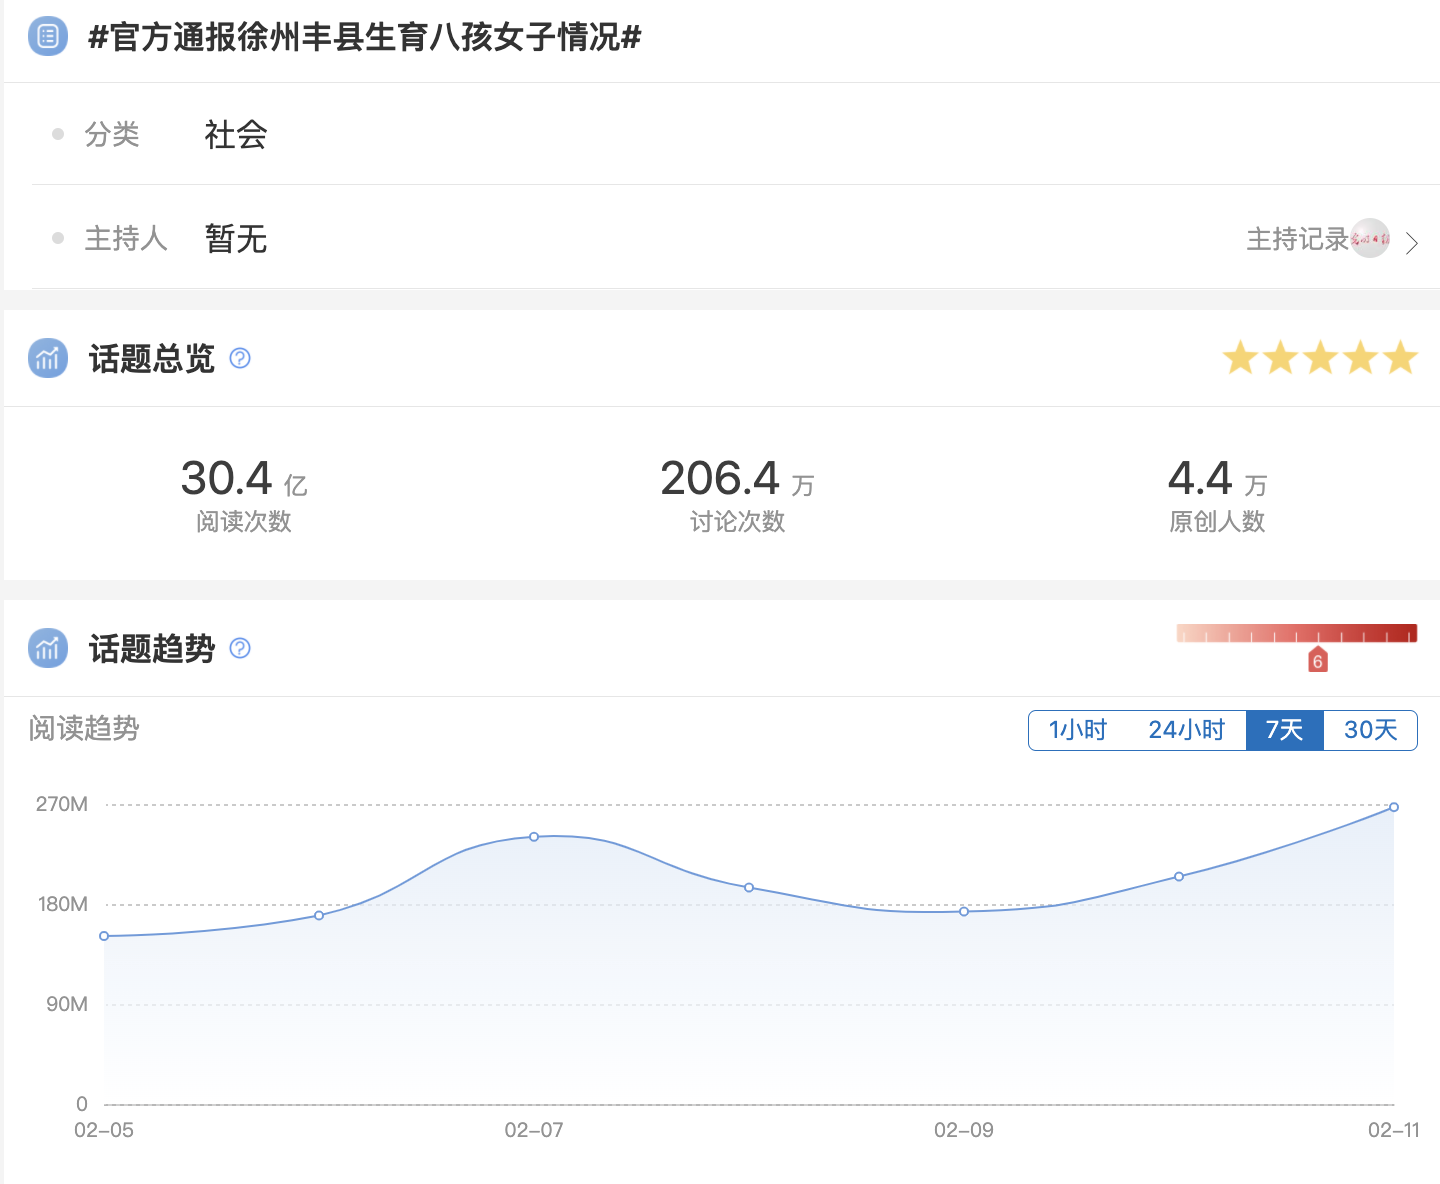 #官方通报徐州丰县生育八孩女子情况#
分类 社会
主持人 暂无 主持记录
话题总览 ?
30.4 亿 206.4 万 4.4 万
阅读次数 讨论次数 原创人数
话题趋势 ?
6
阅读趋势 1小时 24小时 7天 30天
270M
180M
90M
0
02-05 02-07 02-09 02-11